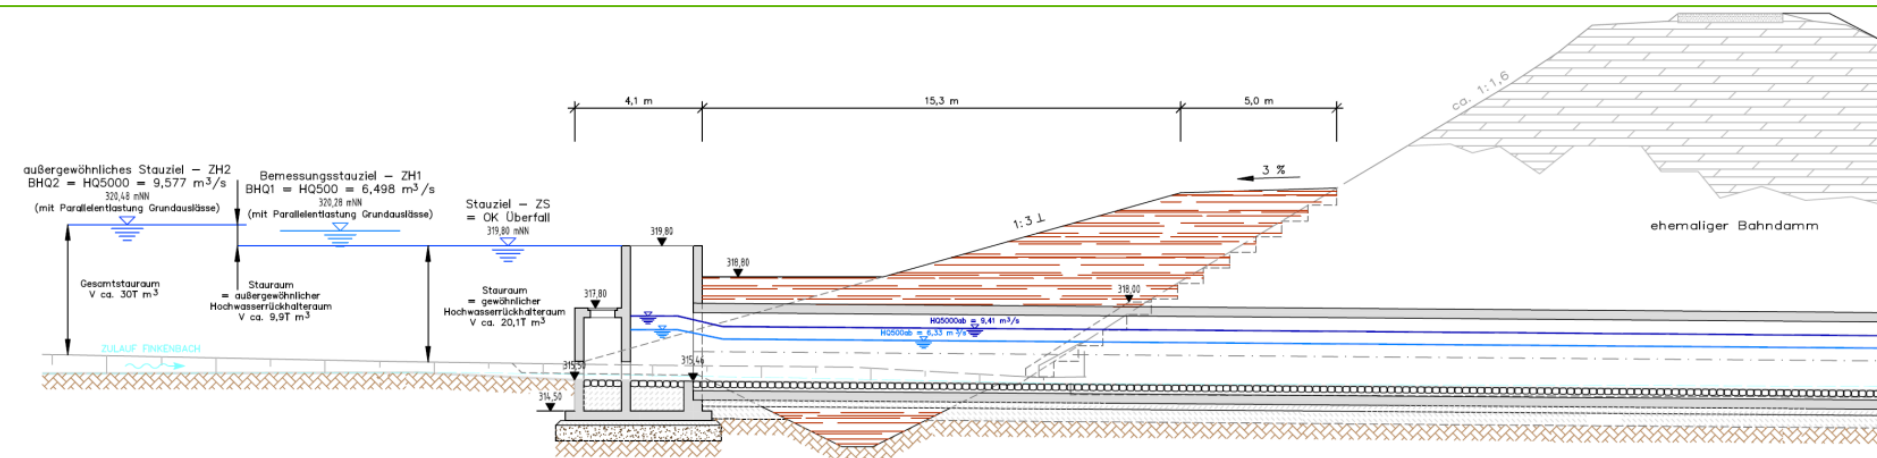 4,1 m
15,3 m
5,0 m
ca. 1:1,6
außergewöhnliches Stauziel – ZH2
BHQ2 = HQ5000 = 9,577 m³/s
320,48 mNN
(mit Parallelentlastung Grundauslässe)
Bemessungsstauziel – ZH1
BHQ1 = HQ500 = 6,498 m³/s
320,28 mNN
(mit Parallelentlastung Grundauslässe)
Stauziel – ZS
= OK Überfall
319,80 mNN
319,80
3 %
1:3
ehemaliger Bahndamm
318,80
Gesamtstauraum
V ca. 30T m³
Stauraum
= außergewöhnlicher
Hochwasserrückhalteraum
V ca. 9,9T m³
Stauraum
= gewöhnlicher
Hochwasserrückhalteraum
V ca. 20,1T m³
317,80
318,00
HQ5000ab = 9,41 m³/s
HQ500ab = 6,33 m³/s
ZULAUF FINKENBACH
315,50
315,46
314,50